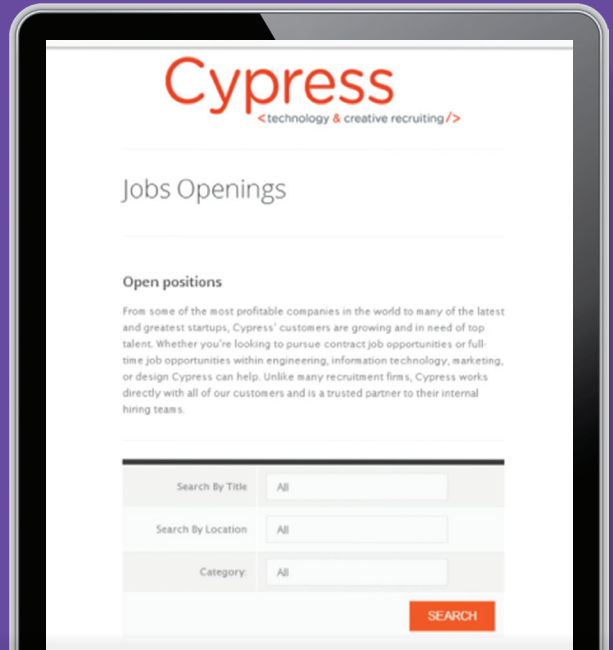 Cypress
<technology & creative recruiting/>
Jobs Openings
Open positions
From some of the most profitable companies in the world to many of the latest
and greatest startups, Cypress' customers are growing and in need of top
talent. Whether you're looking to pursue contract job opportunities or full-
time job opportunities within engineering, information technology, marketing,
or design Cypress can help. Unlike many recruitment firms, Cypress works
directly with all of our customers and is a trusted partner to their internal
hiring teams.
Search By Title All
Search By Location All
Category: All
SEARCH